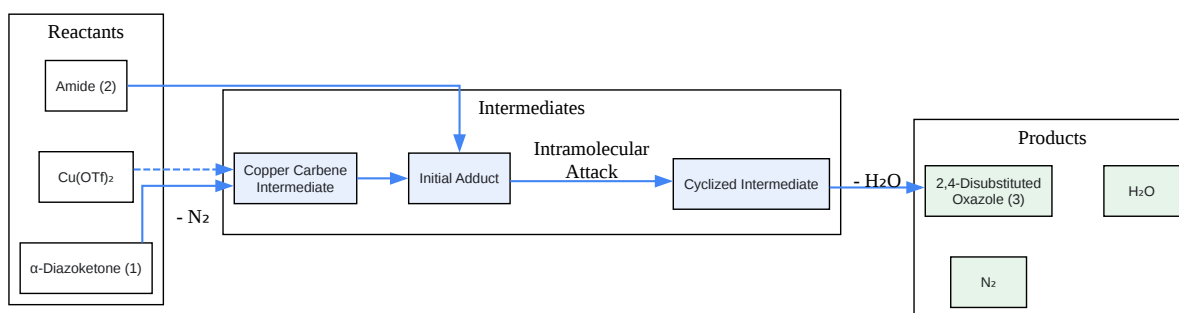 Reactants
Amide (2)
Cu(OTf)₂
α-Diazoketone (1)
- N₂
Intermediates
Copper Carbene
Intermediate
Initial Adduct
Intramolecular
Attack
Cyclized Intermediate
- H₂O
Products
2,4-Disubstituted
Oxazole (3)
H₂O
N₂